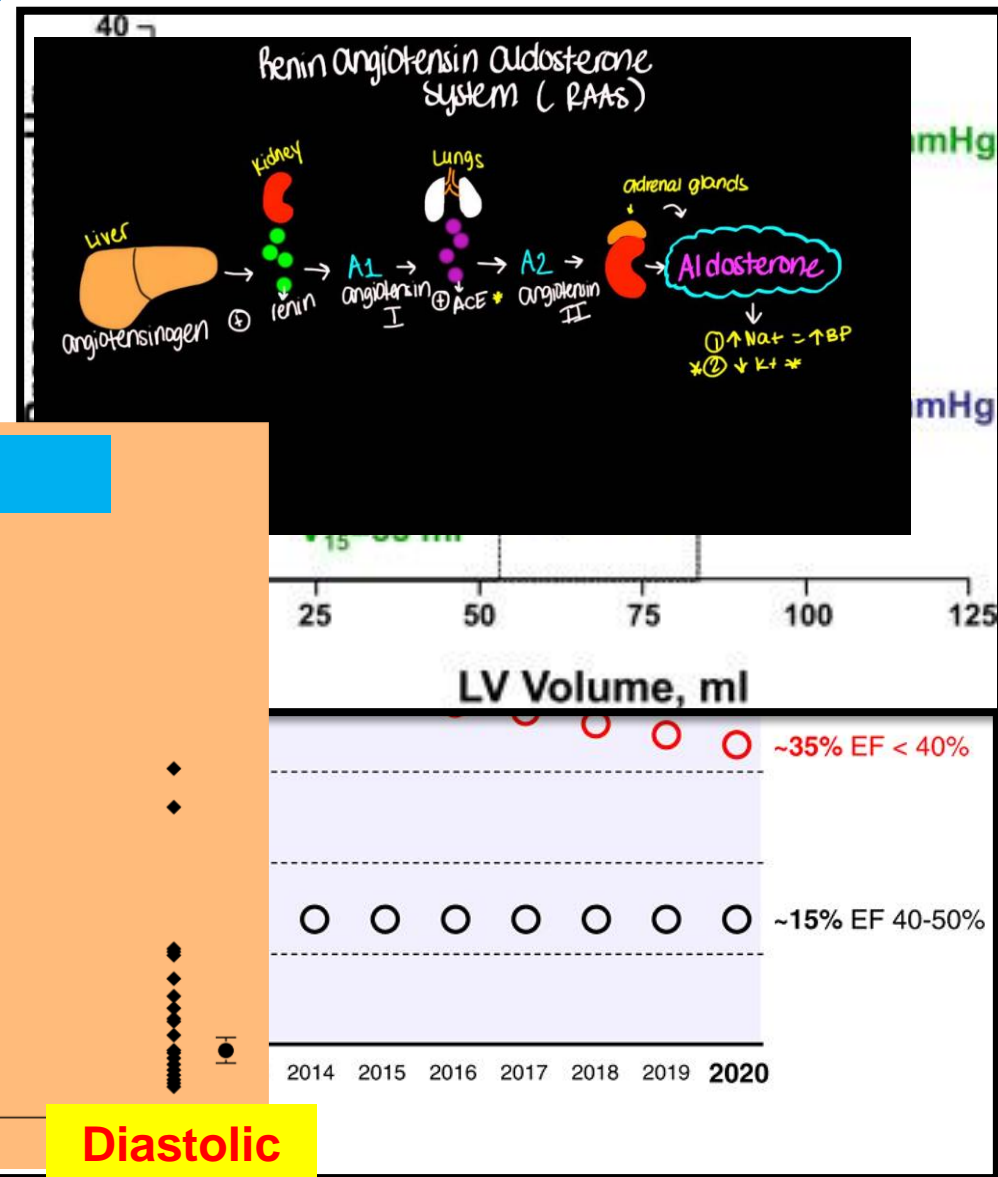 40
Renin angiotensin aldosterone
system (RAAS)
mmHg
Kidney
Lungs
adrenal glands
Liver
A1
A2
Aldosterone
angiotensinogen
+
renin
angiotensin
I
+ ACE *
angiotensin
II
① ↑ Na+ = ↑ BP
*② ↓ K+ *
mHg
25 50 75 100 125
LV Volume, ml
~35% EF < 40%
~15% EF 40-50%
2014 2015 2016 2017 2018 2019 2020
Diastolic